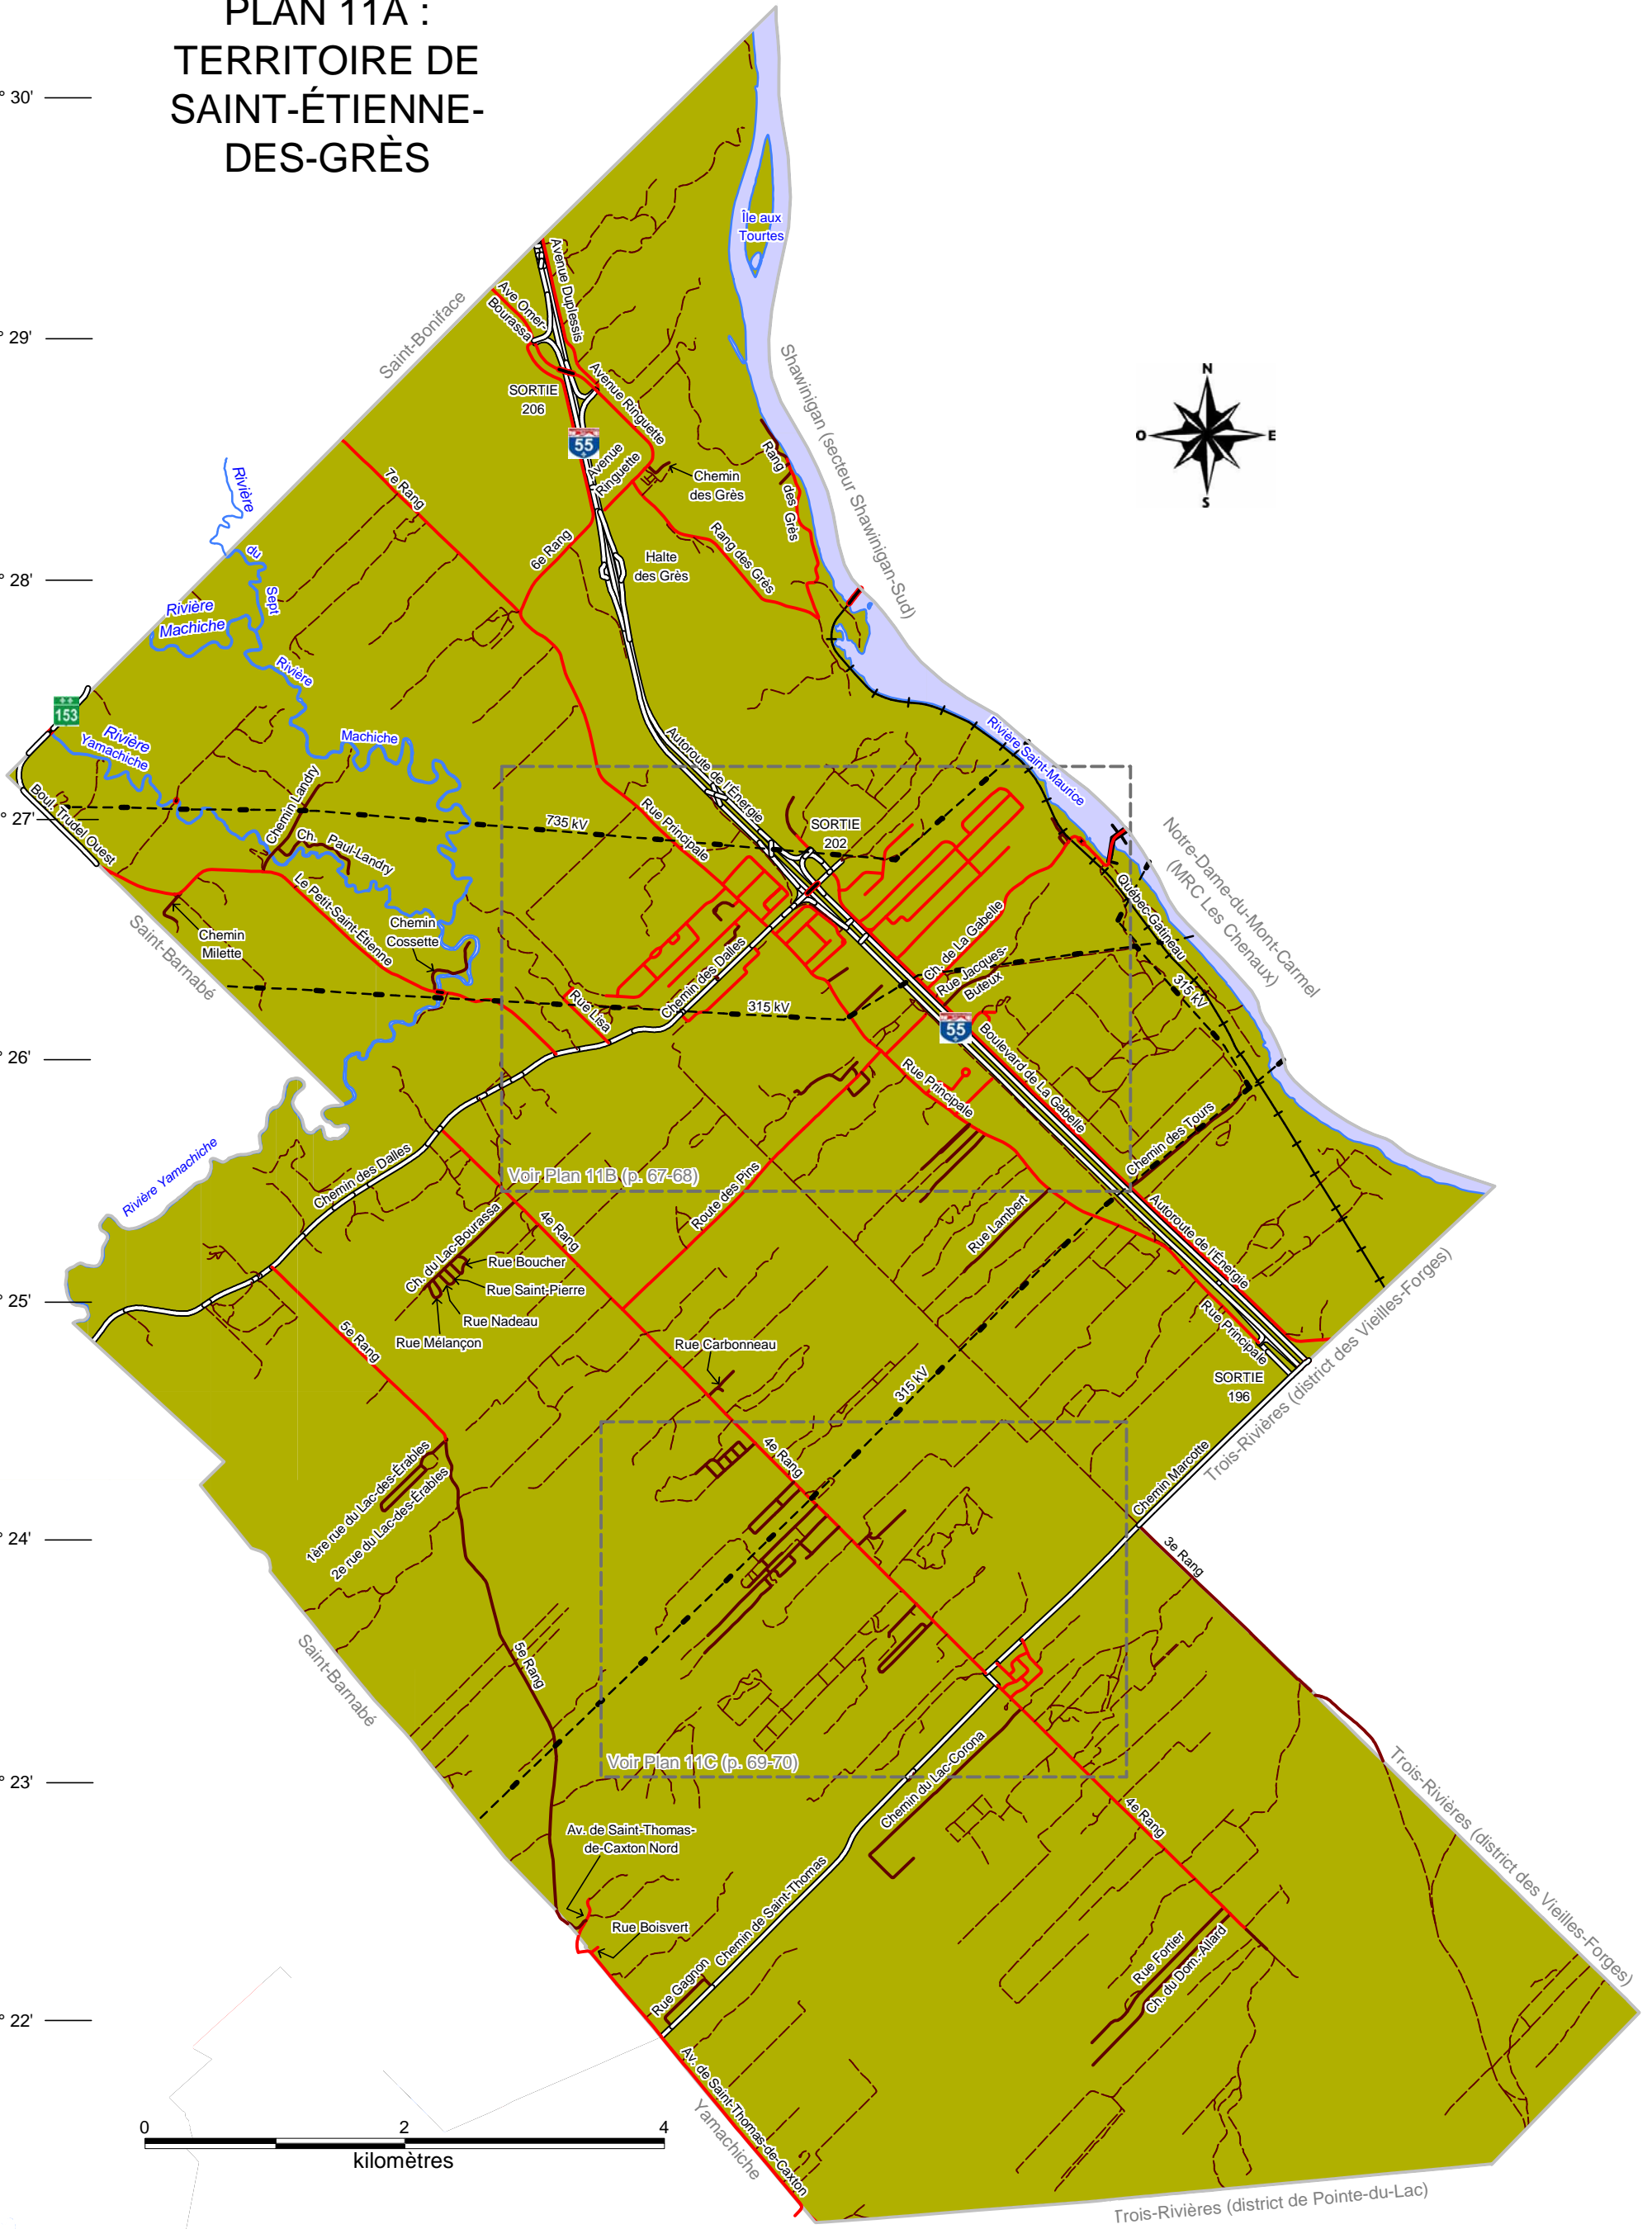 PLAN 11A :
TERRITOIRE DE
SAINT-ÉTIENNE-
DES-GRÈS
° 30'
° 29'
° 28'
° 27'
° 26'
° 25'
° 24'
° 23'
° 22'
N
O
E
S
Île aux
Tourtes
Saint-Boniface
Avenue Duplessis
Ave Omer-
Bourassa
SORTIE
206
Avenue Ringuette
55
Avenue
Ringuette
Chemin
des Grès
Rang des Grès
Shawinigan (secteur Shawinigan-Sud)
7e Rang
6e Rang
Halte
des Grès
Rang des Grès
Rivière
du
Sept
Rivière
Machiche
Rivière
Machiche
153
Rivière
Yamachiche
Boul. Trudel Ouest
Chemin Landry
Ch.
Paul-Landry
735 kV
Autoroute de l'Énergie
Rue Principale
SORTIE
202
Rivière Saint-Maurice
Notre-Dame-du-Mont-Carmel
(MRC Les Chenaux)
Québec-Gatineau
Le Petit-Saint-Étienne
Chemin
Cossette
Chemin
Milette
Saint-Barnabé
Rue Lisa
Chemin des Dalles
315 kV
Ch. de La Gabelle
Rue Jacques-
Buteux
315 kV
55
Boulevard de La Gabelle
Rue Principale
Chemin des Tours
Rivière Yamachiche
Chemin des Dalles
Voir Plan 11B (p. 67-68)
Ch. du Lac-Bourassa
4e Rang
Route des Pins
Rue Lambert
Autoroute de l'Énergie
Rue Boucher
Rue Saint-Pierre
Rue Nadeau
Rue Mélançon
5e Rang
Rue Carbonneau
315 kV
Rue Principale
SORTIE
196
Trois-Rivières (district des Vieilles-Forges)
Chemin Marcotte
1ère rue du Lac-des-Érables
2e rue du Lac-des-Érables
4e Rang
3e Rang
5e Rang
Saint-Barnabé
Voir Plan 11C (p. 69-70)
Chemin du Lac-Corona
4e Rang
Trois-Rivières (district des Vieilles-Forges)
Av. de Saint-Thomas-
de-Caxton Nord
Rue Boisvert
Chemin de Saint-Thomas
Rue Gagnon
Rue Fortier
Ch. du Dom.-Allard
Av. de Saint-Thomas-de-Caxton
Yamachiche
Trois-Rivières (district de Pointe-du-Lac)
0
2
4
kilomètres